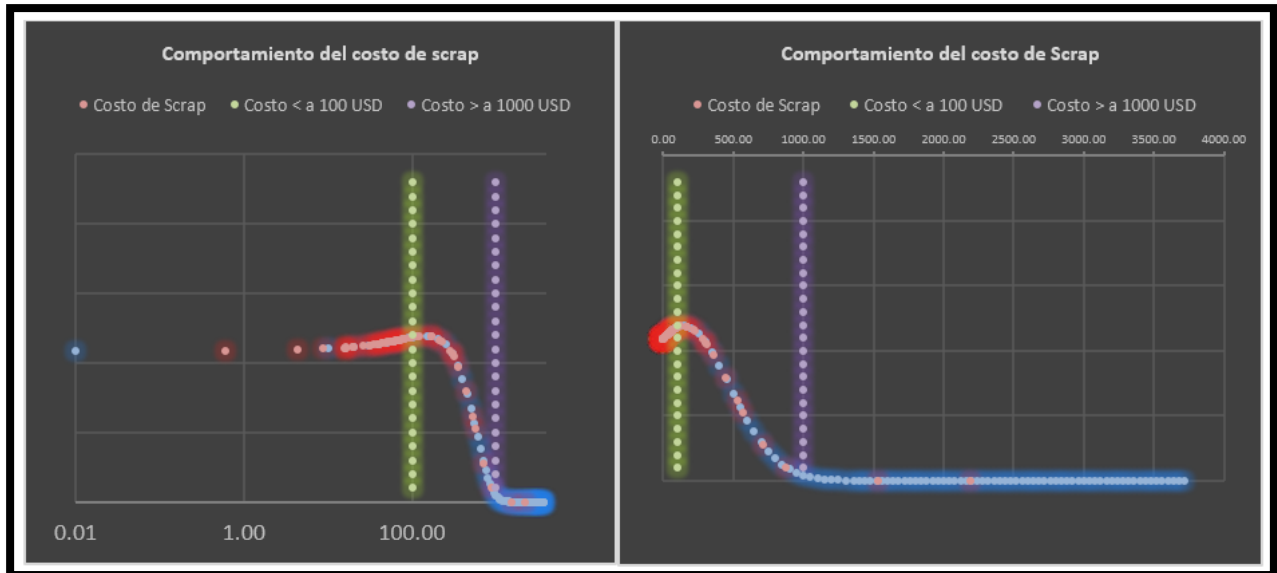 Comportamiento del costo de scrap
Costo de Scrap Costo < a 100 USD Costo > a 1000 USD
0.01 1.00 100.00
Comportamiento del costo de Scrap
Costo de Scrap Costo < a 100 USD Costo > a 1000 USD
0.00 500.00 1000.00 1500.00 2000.00 2500.00 3000.00 3500.00 4000.00